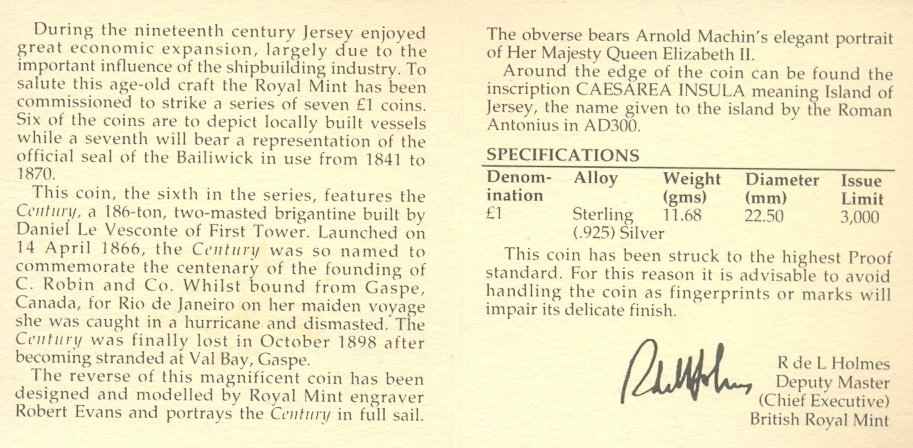 During the nineteenth century Jersey enjoyed
great economic expansion, largely due to the
important influence of the shipbuilding industry. To
salute this age-old craft the Royal Mint has been
commissioned to strike a series of seven £1 coins.
Six of the coins are to depict locally built vessels
while a seventh will bear a representation of the
official seal of the Bailiwick in use from 1841 to
1870.
This coin, the sixth in the series, features the
Century, a 186-ton, two-masted brigantine built by
Daniel Le Vesconte of First Tower. Launched on
14 April 1866, the Century was so named to
commemorate the centenary of the founding of
C. Robin and Co. Whilst bound from Gaspe,
Canada, for Rio de Janeiro on her maiden voyage
she was caught in a hurricane and dismasted. The
Century was finally lost in October 1898 after
becoming stranded at Val Bay, Gaspe.
The reverse of this magnificent coin has been
designed and modelled by Royal Mint engraver
Robert Evans and portrays the Century in full sail.
The obverse bears Arnold Machin's elegant portrait
of Her Majesty Queen Elizabeth II.
Around the edge of the coin can be found the
inscription CAESAREA INSULA meaning Island of
Jersey, the name given to the island by the Roman
Antonius in AD300.
SPECIFICATIONS
Denom- Alloy Weight Diameter Issue
ination (gms) (mm) Limit
£1 Sterling 11.68 22.50 3,000
(.925) Silver
This coin has been struck to the highest Proof
standard. For this reason it is advisable to avoid
handling the coin as fingerprints or marks will
impair its delicate finish.
R de L Holmes
Deputy Master
(Chief Executive)
British Royal Mint